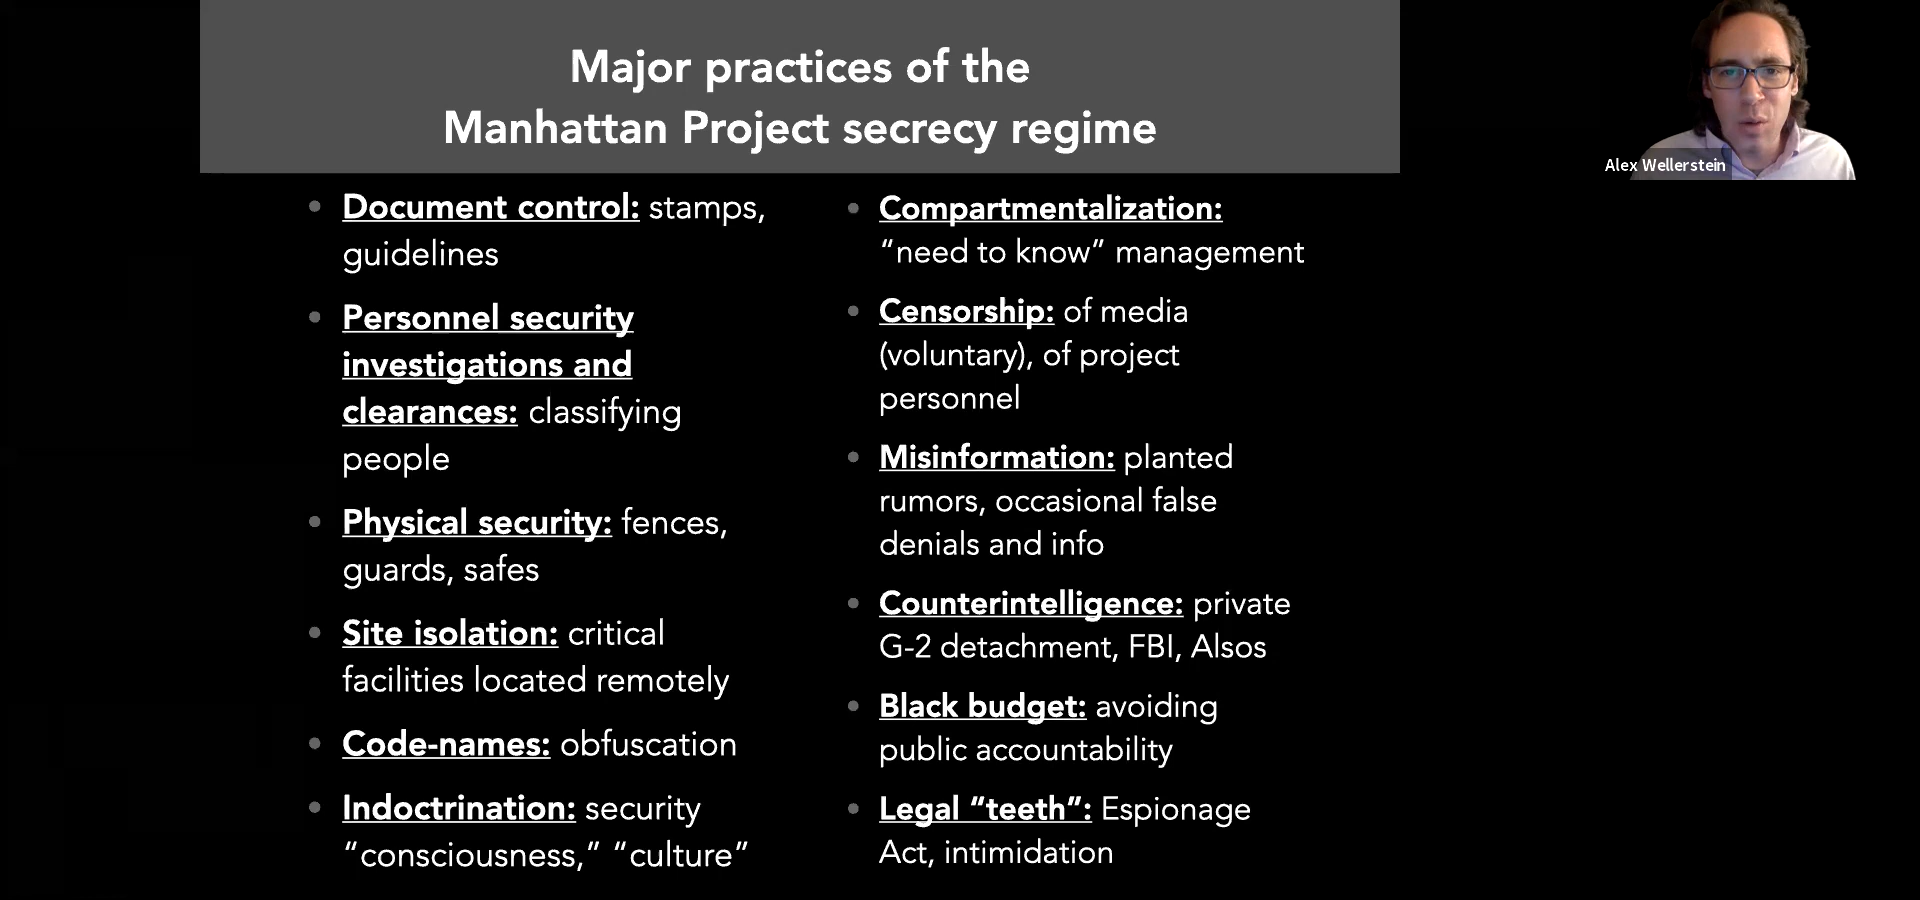 Major practices of the
Manhattan Project secrecy regime
• Document control: stamps,
guidelines
• Personnel security
investigations and
clearances: classifying
people
• Physical security: fences,
guards, safes
• Site isolation: critical
facilities located remotely
• Code-names: obfuscation
• Indoctrination: security
“consciousness,” “culture”
• Compartmentalization:
“need to know” management
• Censorship: of media
(voluntary), of project
personnel
• Misinformation: planted
rumors, occasional false
denials and info
• Counterintelligence: private
G-2 detachment, FBI, Alsos
• Black budget: avoiding
public accountability
• Legal “teeth”: Espionage
Act, intimidation
Alex Wellerstein